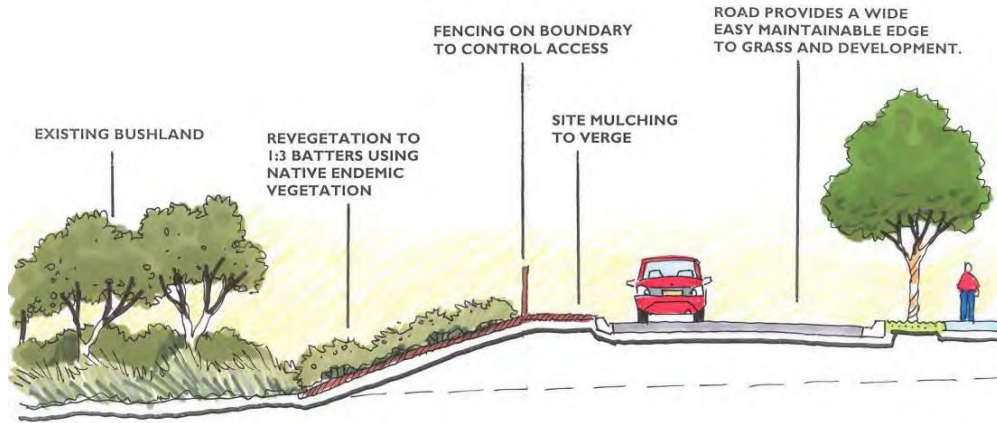 EXISTING BUSHLAND
REVEGETATION TO
1:3 BATTERS USING
NATIVE ENDEMIC
VEGETATION
FENCING ON BOUNDARY
TO CONTROL ACCESS
SITE MULCHING
TO VERGE
ROAD PROVIDES A WIDE
EASY MAINTAINABLE EDGE
TO GRASS AND DEVELOPMENT.